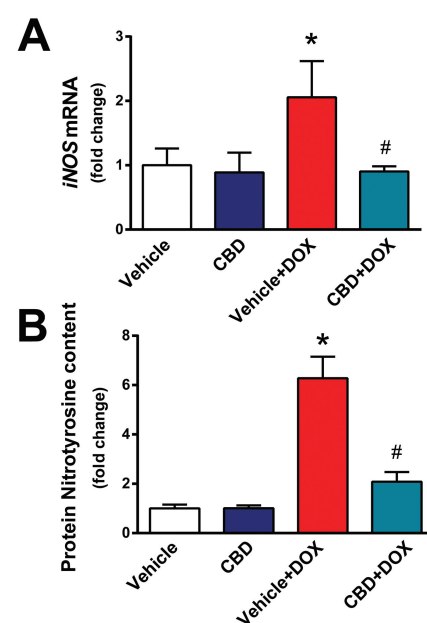 A
iNOS mRNA
(fold change)
3
2
1
0
*
#
Vehicle
CBD
Vehicle+DOX
CBD+DOX
B
Protein Nitrotyrosine content
(fold change)
8
6
4
2
0
*
#
Vehicle
CBD
Vehicle+DOX
CBD+DOX